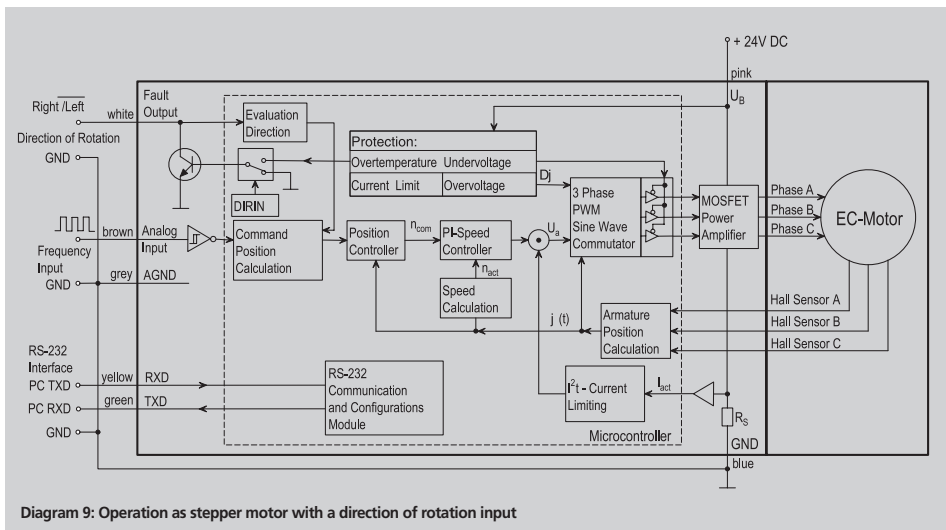 + 24V DC
pink
Right /Left
white
Fault
Output
U_B
Direction of Rotation
GND
Evaluation
Direction
Protection:
Overtemperature Undervoltage
Current Limit
Overvoltage
Dj
DIRIN
3 Phase
PWM
Sine Wave
Commutator
MOSFET
Power
Amplifier
Phase A
Phase B
Phase C
EC-Motor
Frequency
Input
GND
brown
Analog
Input
grey
AGND
Command
Position
Calculation
Position
Controller
n_com
PI-Speed
Controller
U_a
n_act
Speed
Calculation
j (t)
Armature
Position
Calculation
Hall Sensor A
Hall Sensor B
Hall Sensor C
RS-232
Interface
PC TXD
yellow
RXD
PC RXD
green
TXD
GND
RS-232
Communication
and Configurations
Module
I²t - Current
Limiting
I_act
R_S
Microcontroller
GND
blue
Diagram 9: Operation as stepper motor with a direction of rotation input